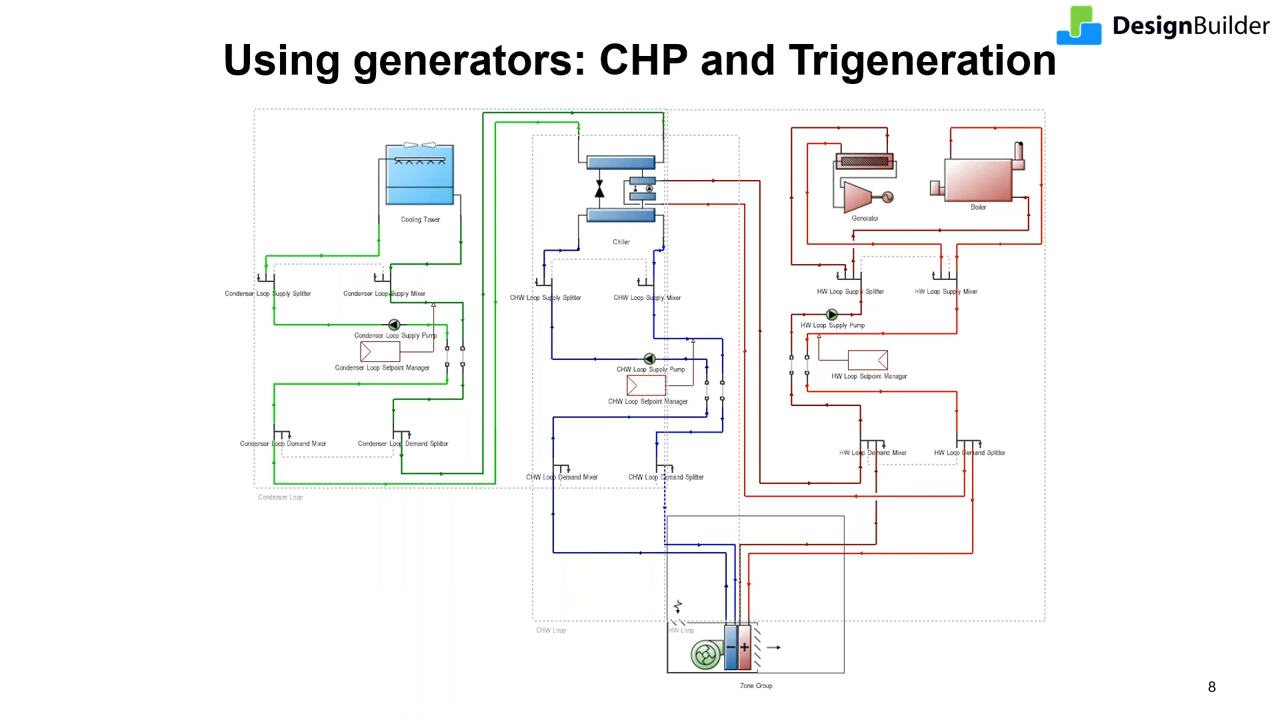 DesignBuilder
Using generators: CHP and Trigeneration
Cooling Tower
Generator
Boiler
Chiller
Condenser Loop Supply Splitter
Condenser Loop Supply Mixer
CHW Loop Supply Splitter
CHW Loop Supply Mixer
HW Loop Supply Splitter
HW Loop Supply Mixer
Condenser Loop Supply Pump
HW Loop Supply Pump
Condenser Loop Setpoint Manager
CHW Loop Supply Pump
HW Loop Setpoint Manager
CHW Loop Setpoint Manager
Condenser Loop Demand Mixer
Condenser Loop Demand Splitter
HW Loop Demand Mixer
HW Loop Demand Splitter
CHW Loop Demand Mixer
CHW Loop Demand Splitter
Condenser Loop
CHW Loop
HW Loop
Zone Group
8